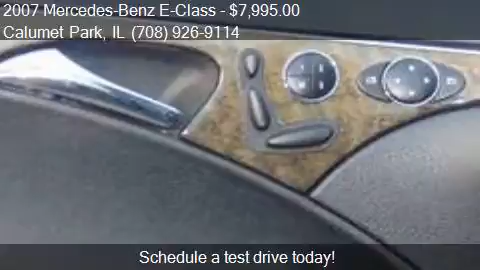 2007 Mercedes-Benz E-Class - $7,995.00
Calumet Park, IL (708) 926-9114
Schedule a test drive today!